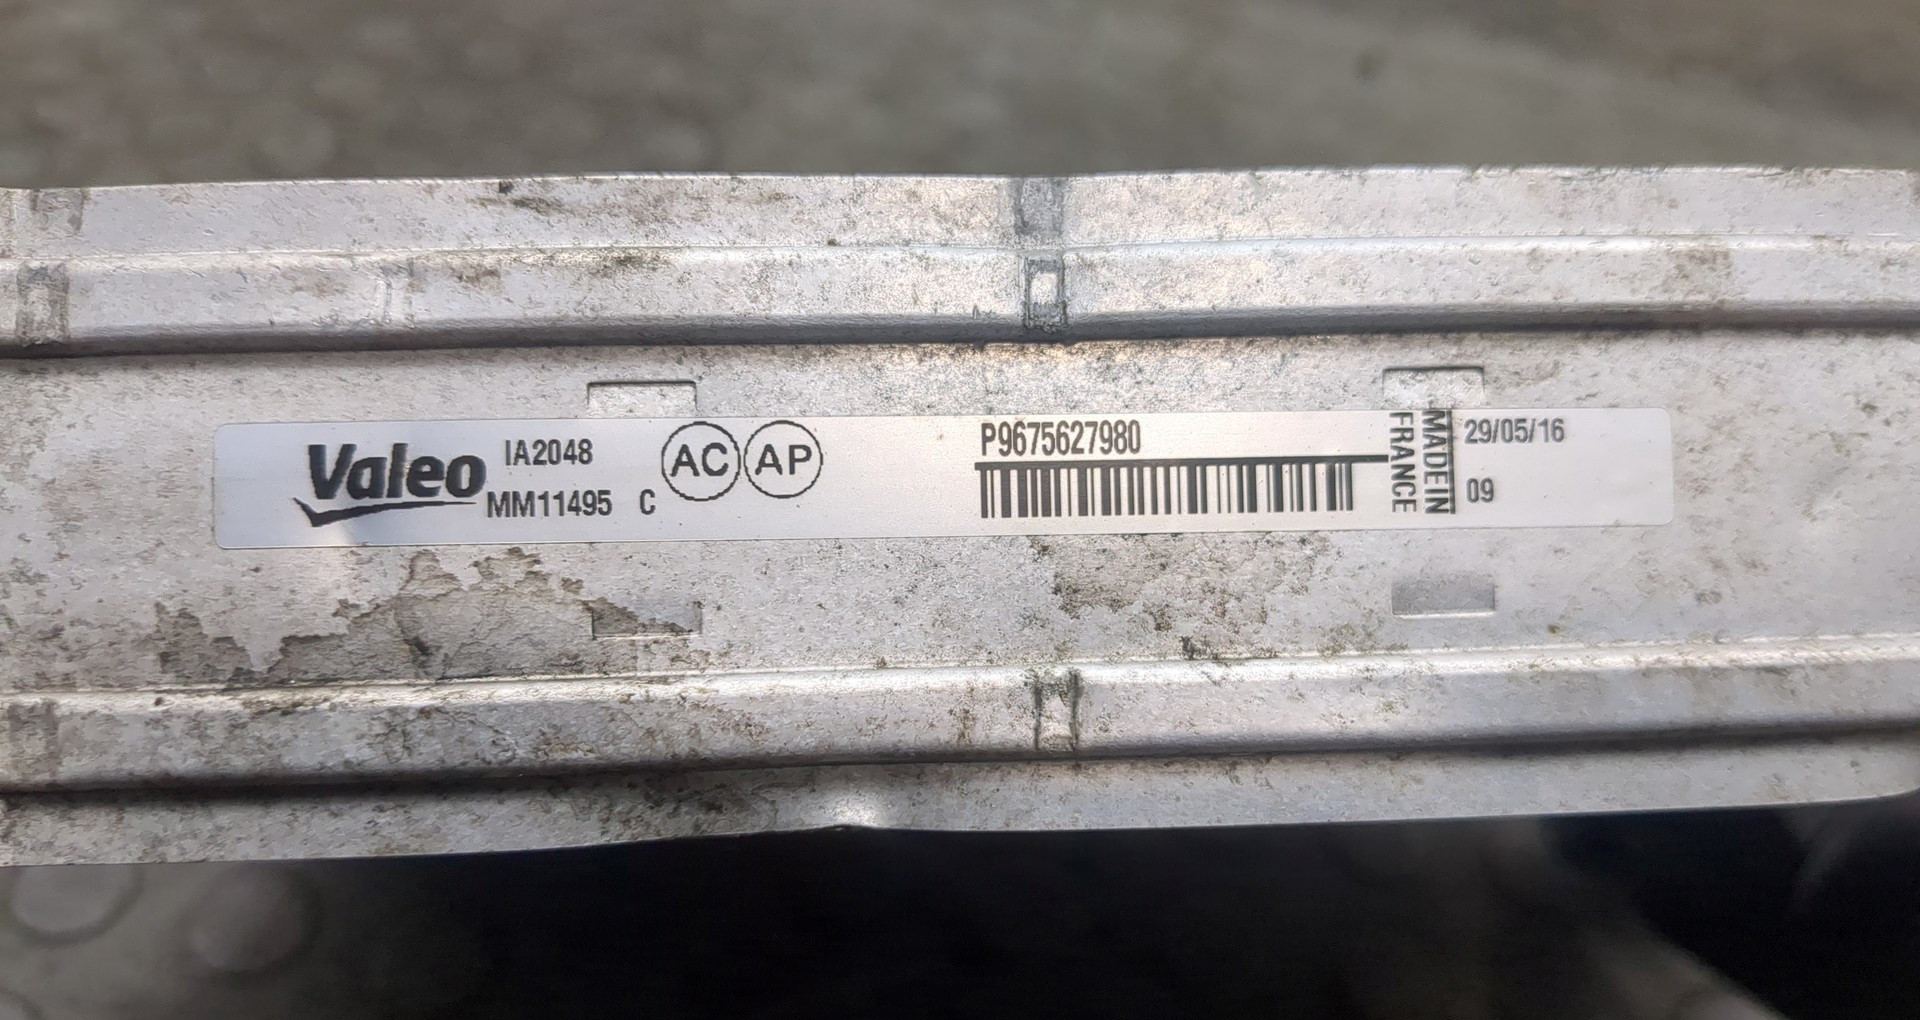 Valeo
IA2048
MM11495 C
AC
AP
P9675627980
MADE IN
FRANCE
29/05/16
09